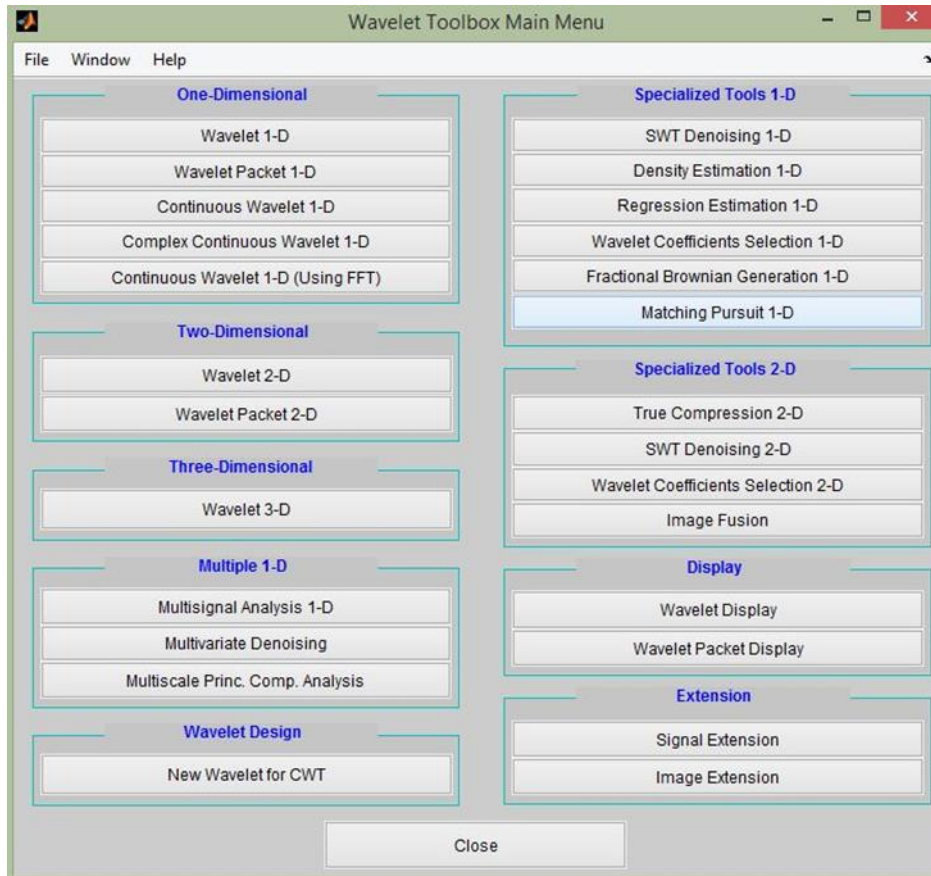 Wavelet Toolbox Main Menu
File Window Help
One-Dimensional
Wavelet 1-D
Wavelet Packet 1-D
Continuous Wavelet 1-D
Complex Continuous Wavelet 1-D
Continuous Wavelet 1-D (Using FFT)
Two-Dimensional
Wavelet 2-D
Wavelet Packet 2-D
Three-Dimensional
Wavelet 3-D
Multiple 1-D
Multisignal Analysis 1-D
Multivariate Denoising
Multiscale Princ. Comp. Analysis
Wavelet Design
New Wavelet for CWT
Specialized Tools 1-D
SWT Denoising 1-D
Density Estimation 1-D
Regression Estimation 1-D
Wavelet Coefficients Selection 1-D
Fractional Brownian Generation 1-D
Matching Pursuit 1-D
Specialized Tools 2-D
True Compression 2-D
SWT Denoising 2-D
Wavelet Coefficients Selection 2-D
Image Fusion
Display
Wavelet Display
Wavelet Packet Display
Extension
Signal Extension
Image Extension
Close